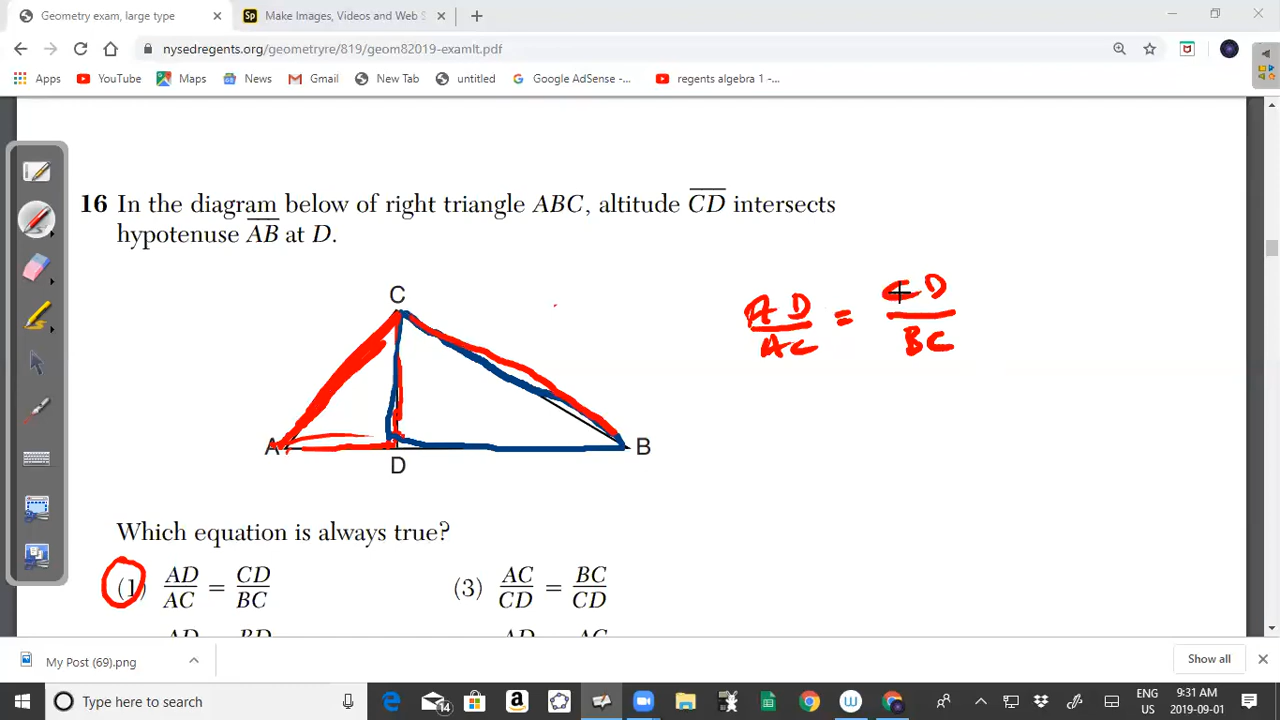 Geometry exam, large type
Make Images, Videos and Web S
nysedregents.org/geometryre/819/geom82019-examlt.pdf
Apps YouTube Maps News Gmail New Tab untitled Google AdSense -... regents algebra 1 -...
16 In the diagram below of right triangle ABC, altitude CD intersects
hypotenuse AB at D.
C
A D = C D
AC BC
A B
D
Which equation is always true?
(1) AD/AC = CD/BC (3) AC/CD = BC/CD
AD BD AD AC
My Post (69).png Show all
Type here to search 14 ENG 9:31 AM
US 2019-09-01